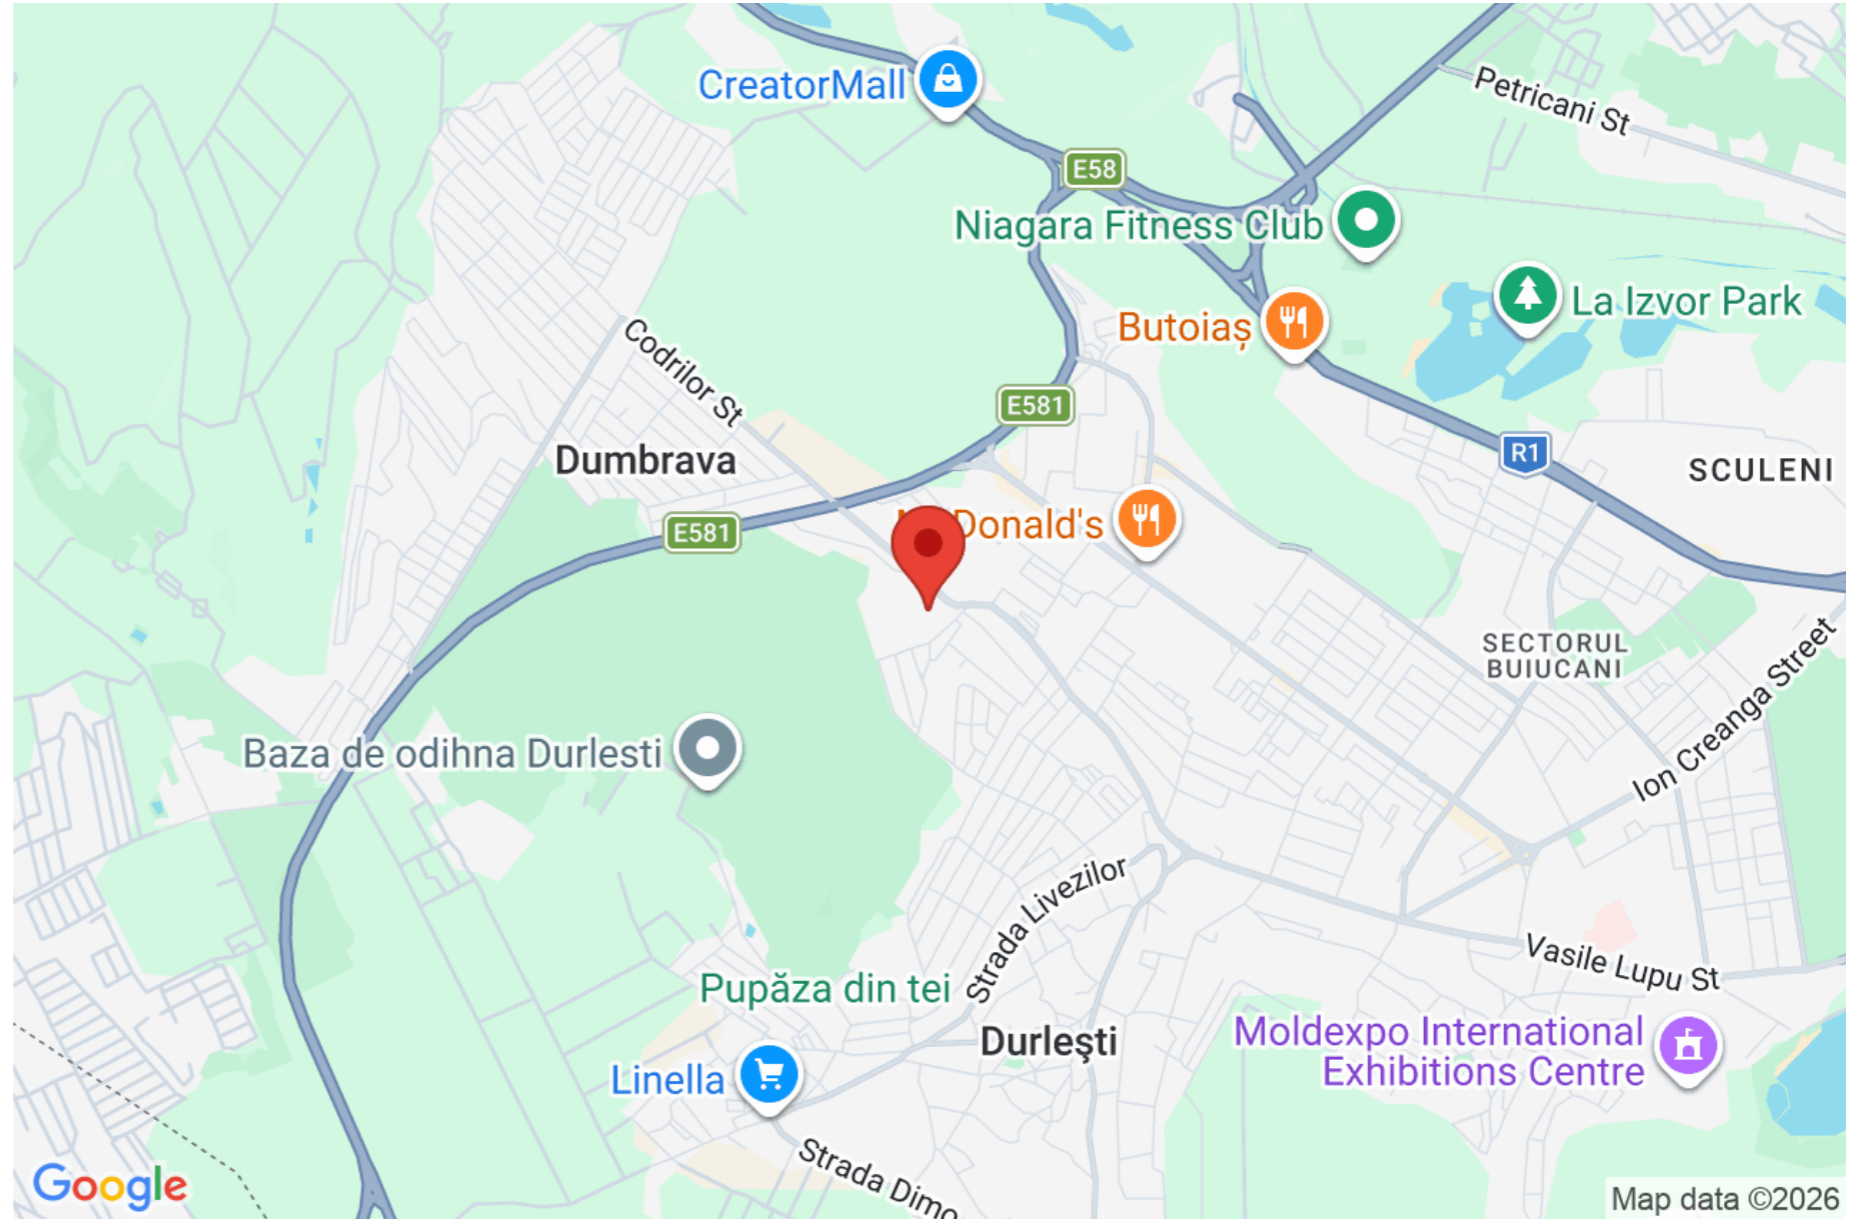 CreatorMall
Petricani St
E58
Niagara Fitness Club
La Izvor Park
Butoiaș
Codrilor St
E581
R1
Dumbrava
SCULENI
Donald's
E581
SECTORUL
BUIUCANI
Ion Creanga Street
Baza de odihna Durlesti
Strada Livezilor
Vasile Lupu St
Pupăza din tei
Durleşti
Moldexpo International
Exhibitions Centre
Linella
Strada Dimo
Google
Map data ©2026